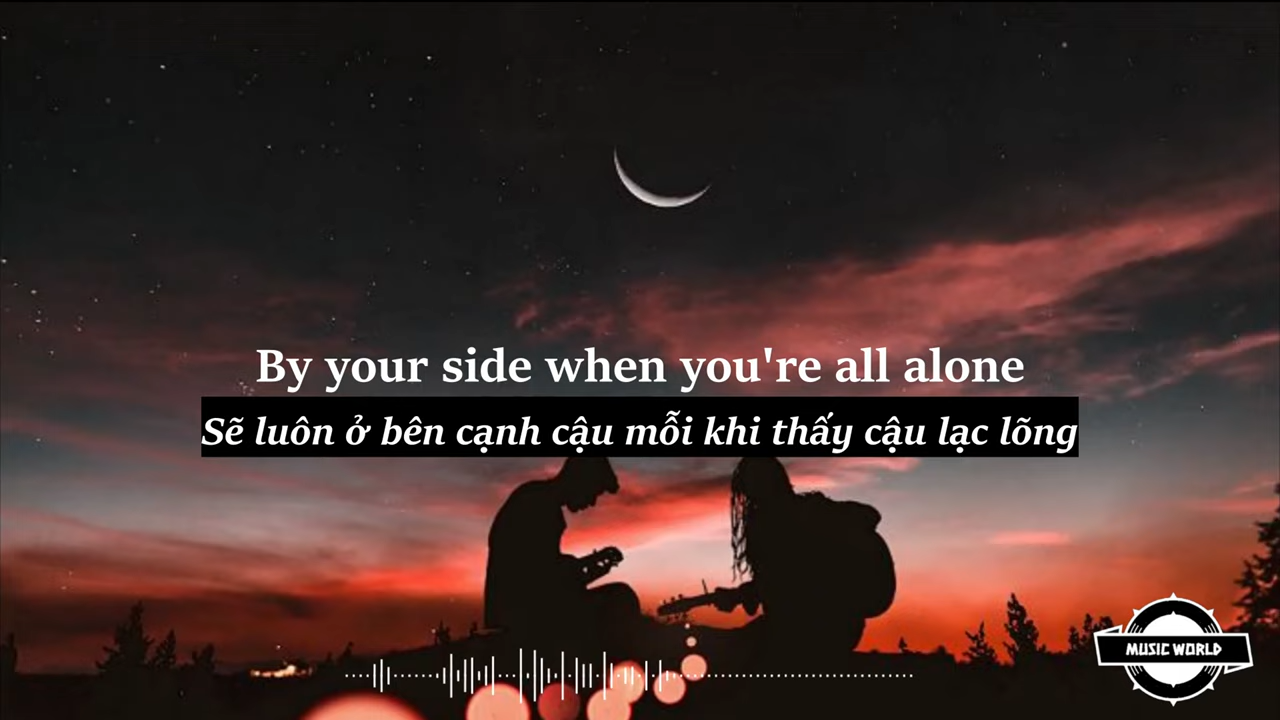 By your side when you're all alone
Sẽ luôn ở bên cạnh cậu mỗi khi thấy cậu lạc lõng
MUSIC WORLD